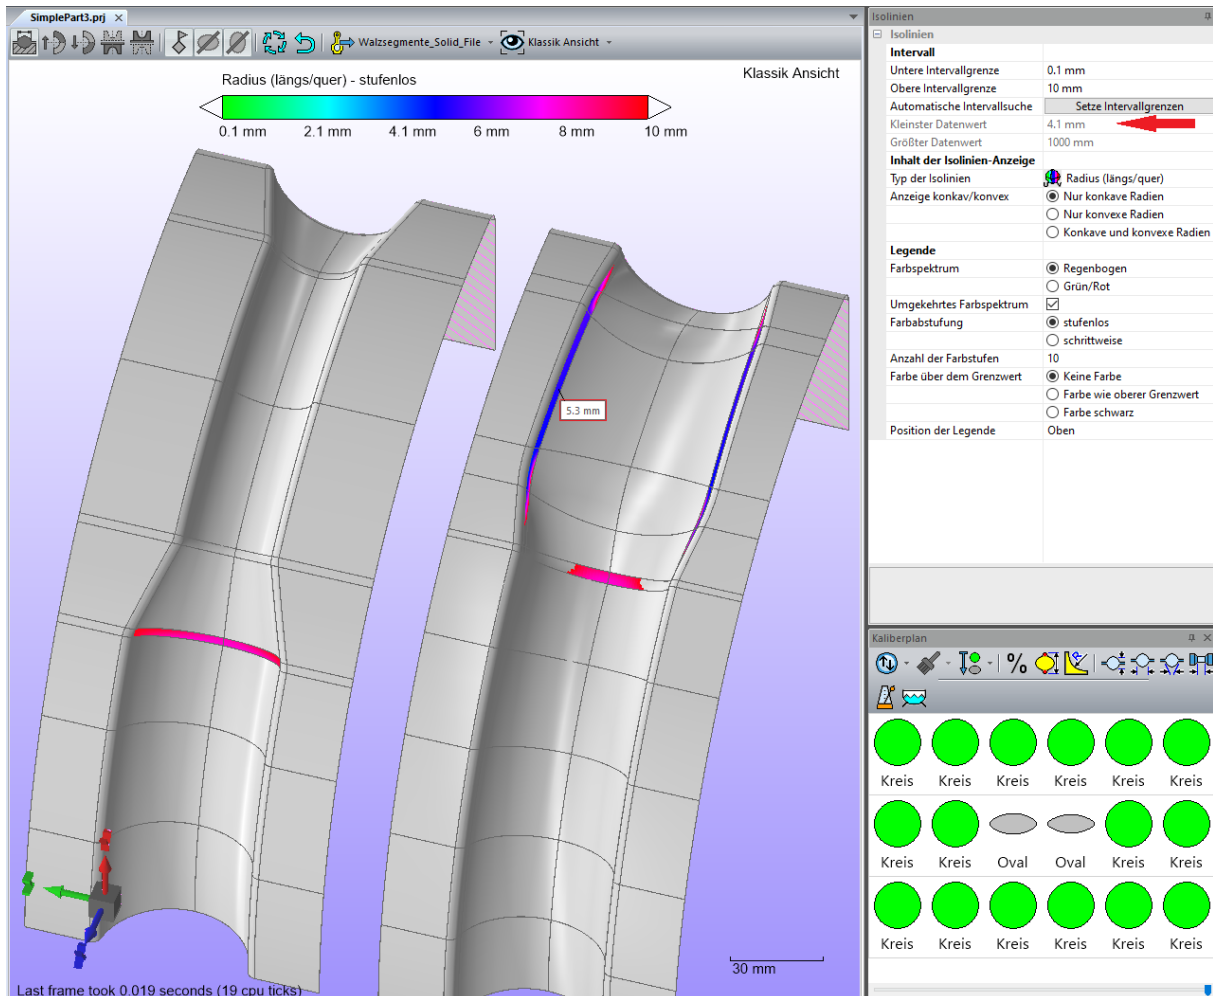 SimplePart3.prj
Walzsegmente_Solid_File
Klassik Ansicht
Radius (längs/quer) - stufenlos
Klassik Ansicht
0.1 mm 2.1 mm 4.1 mm 6 mm 8 mm 10 mm
5.3 mm
30 mm
Last frame took 0.019 seconds (19 cpu ticks)
Isolinien
Isolinien
Intervall
Untere Intervallgrenze 0.1 mm
Obere Intervallgrenze 10 mm
Automatische Intervallsuche Setze Intervallgrenzen
Kleinster Datenwert 4.1 mm
Größter Datenwert 1000 mm
Inhalt der Isolinien-Anzeige
Typ der Isolinien Radius (längs/quer)
Anzeige konkav/konvex Nur konkave Radien
Nur konvexe Radien
Konkave und konvexe Radien
Legende
Farbspektrum Regenbogen
Grün/Rot
Umgekehrtes Farbspektrum
Farbabstufung stufenlos
schrittweise
Anzahl der Farbstufen 10
Farbe über dem Grenzwert Keine Farbe
Farbe wie oberer Grenzwert
Farbe schwarz
Position der Legende Oben
Kaliberplan
%
Kreis Kreis Kreis Kreis Kreis Kreis
Kreis Kreis Oval Oval Kreis Kreis
Kreis Kreis Kreis Kreis Kreis Kreis